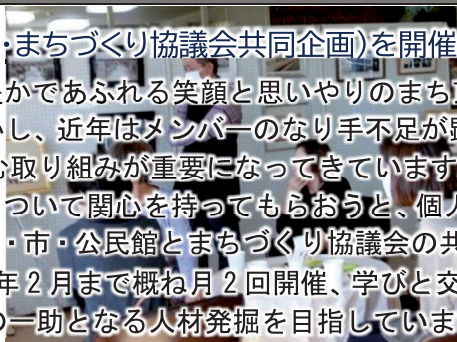 ・まちづくり協議会共同企画)を開催
かであふれる笑顔と思いやりのまち
し、近年はメンバーのなり手不足が
取り組みが重要になってきています
ついて関心を持ってもらおうと、個
・市・公民館とまちづくり協議会の共
年２月まで概ね月２回開催、学びと交
の一助となる人材発掘を目指していま